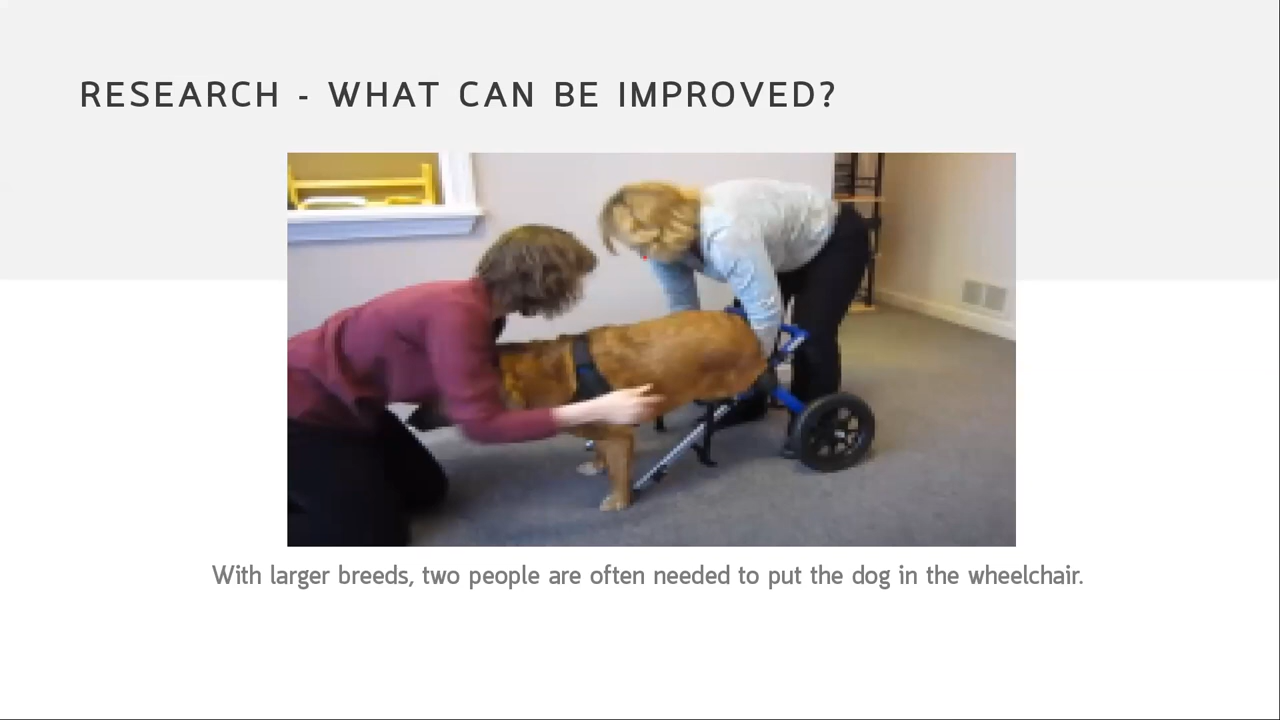 RESEARCH - WHAT CAN BE IMPROVED?
With larger breeds, two people are often needed to put the dog in the wheelchair.